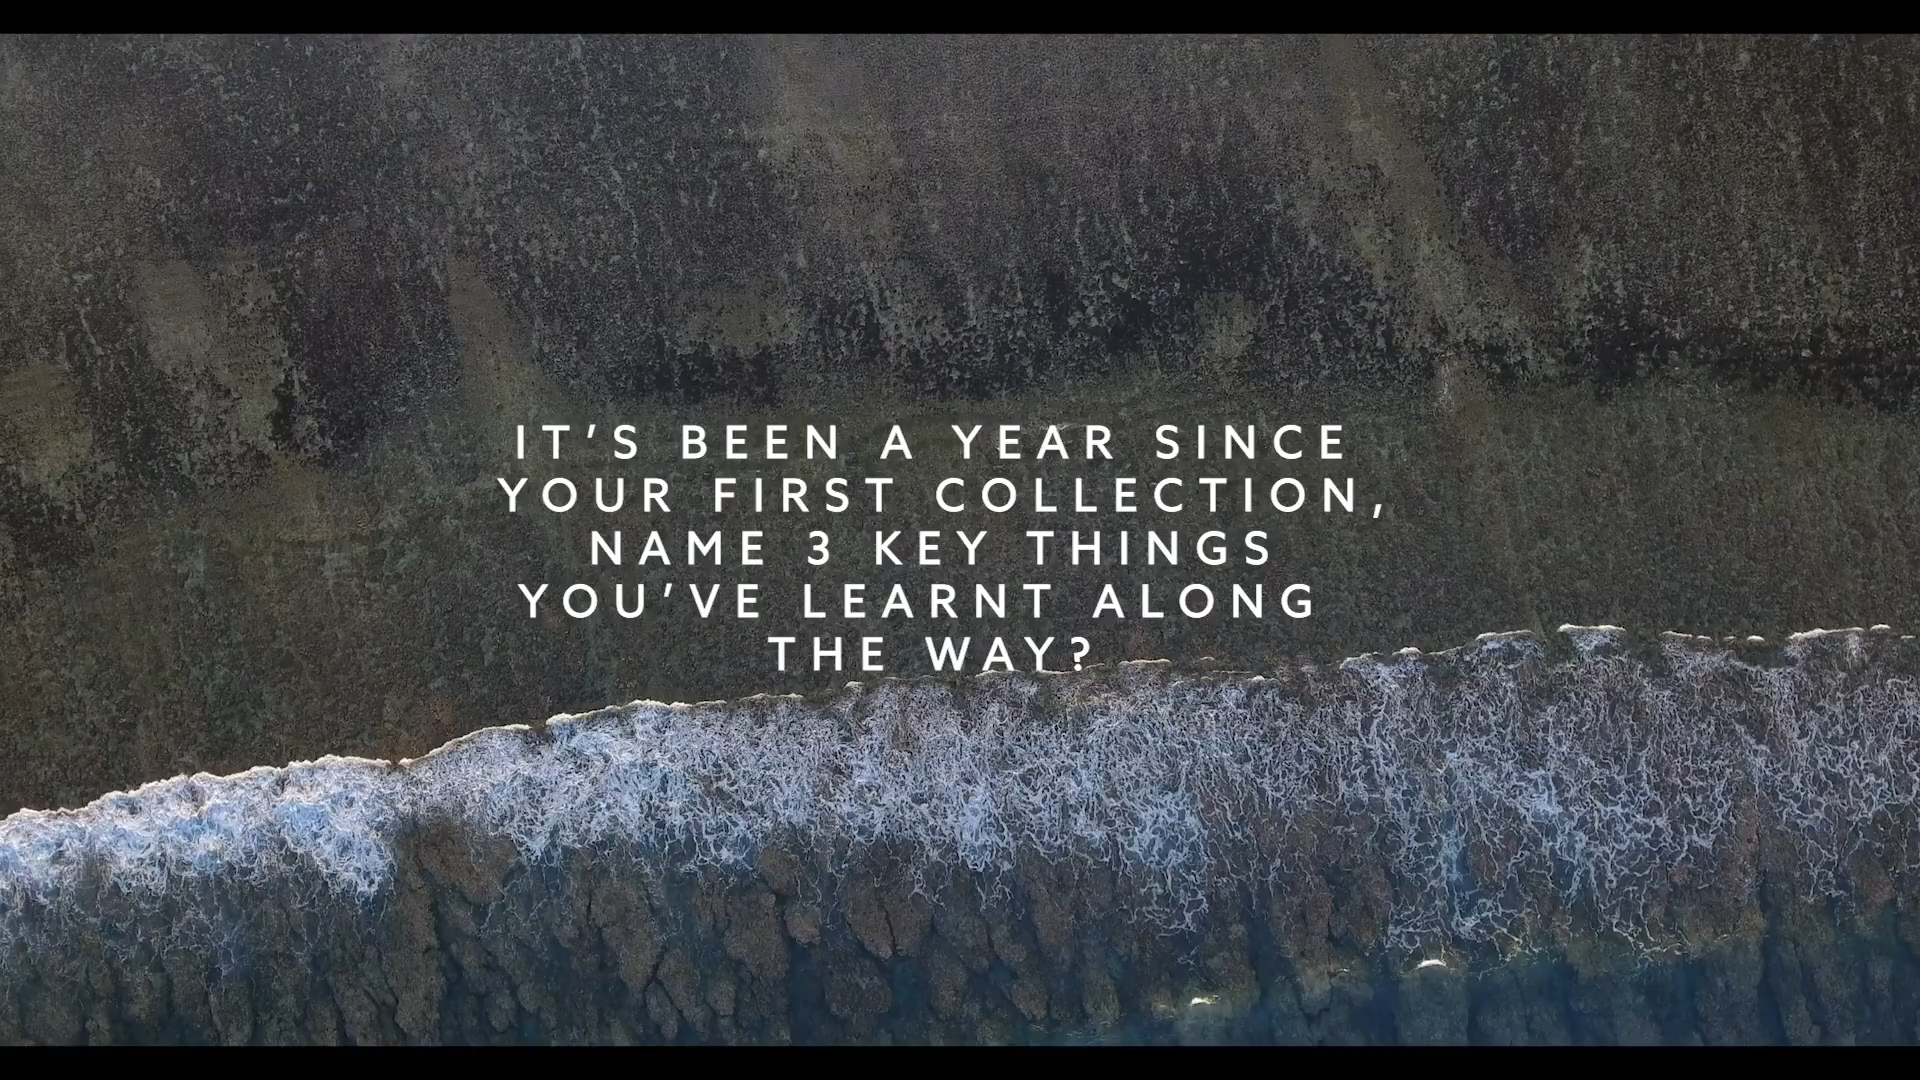 IT'S BEEN A YEAR SINCE
YOUR FIRST COLLECTION,
NAME 3 KEY THINGS
YOU'VE LEARNT ALONG
THE WAY?